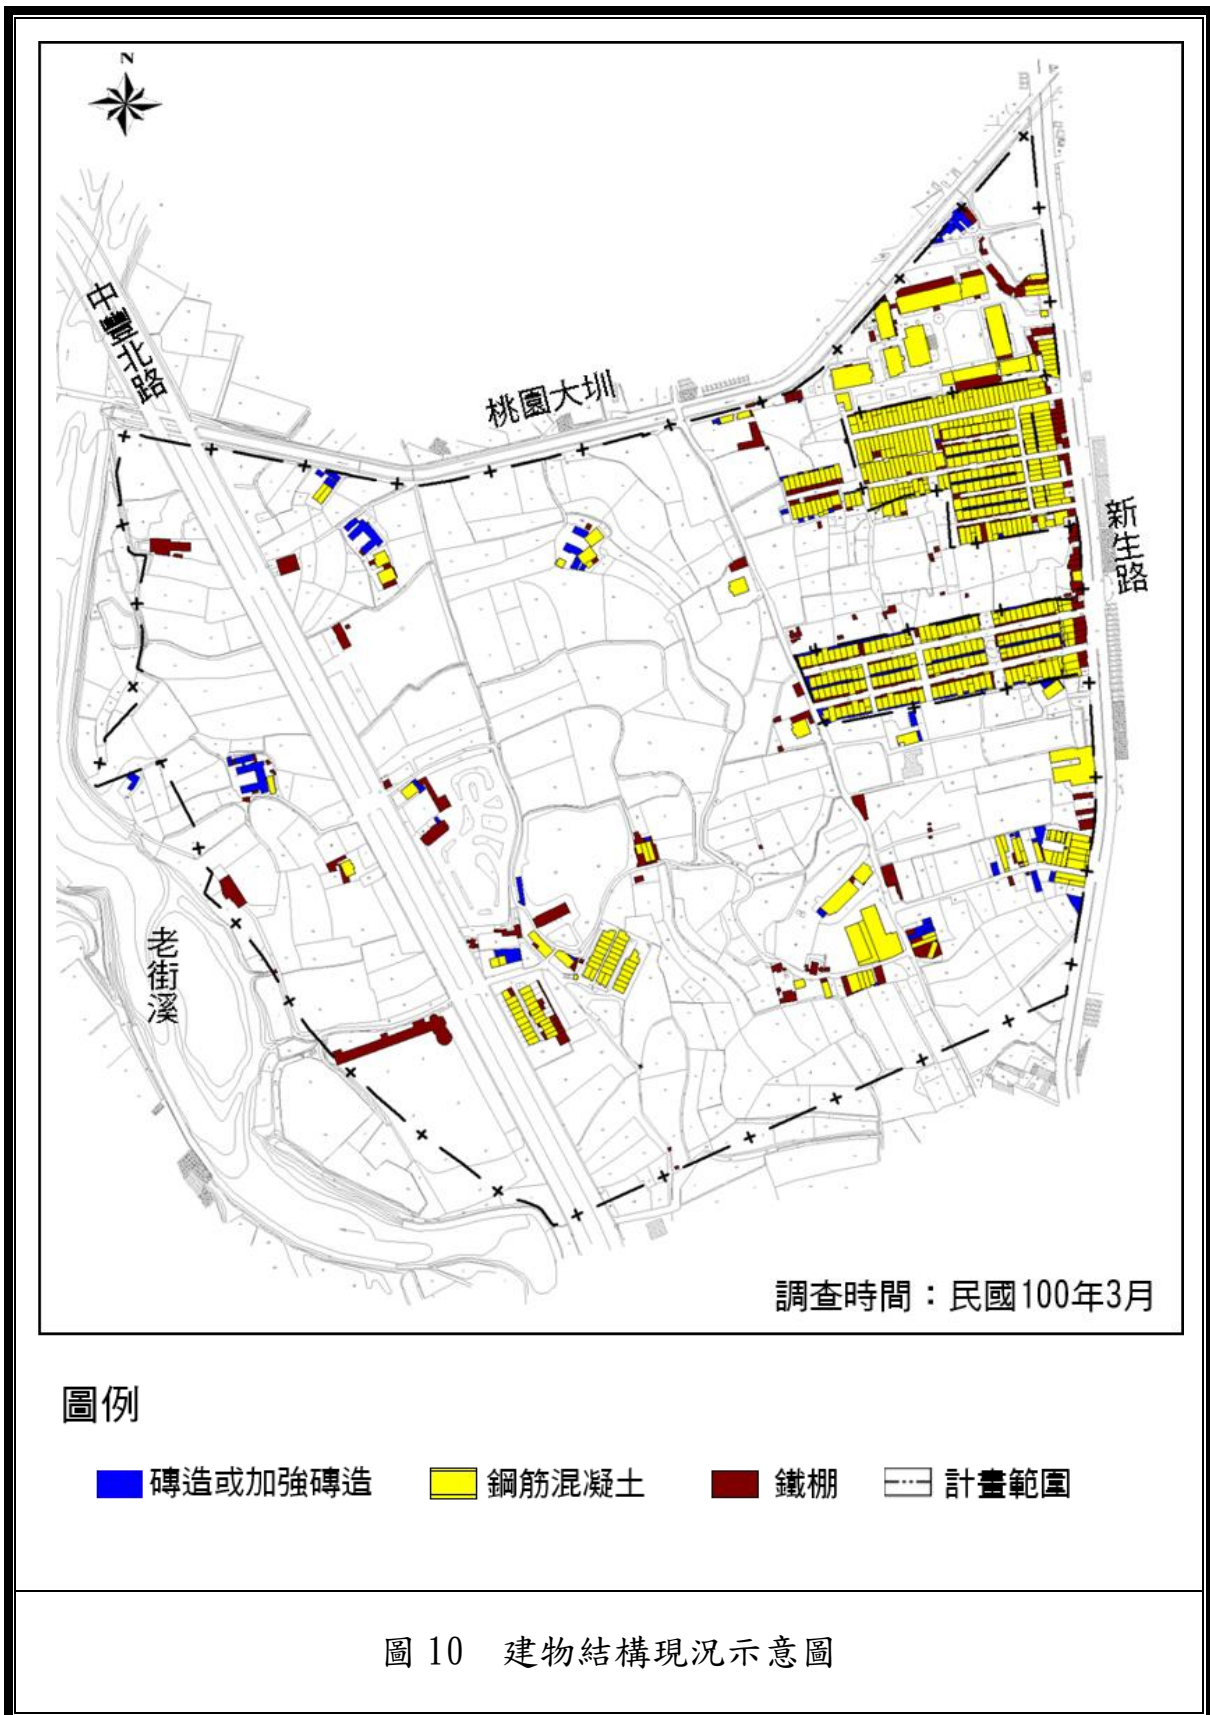 N
中臺北路
桃園大圳
新生路
老街溪
調查時間：民國100年3月
圖例
磚造或加強磚造
鋼筋混凝土
鐵棚
計畫範圍
圖 10　建物結構現況示意圖